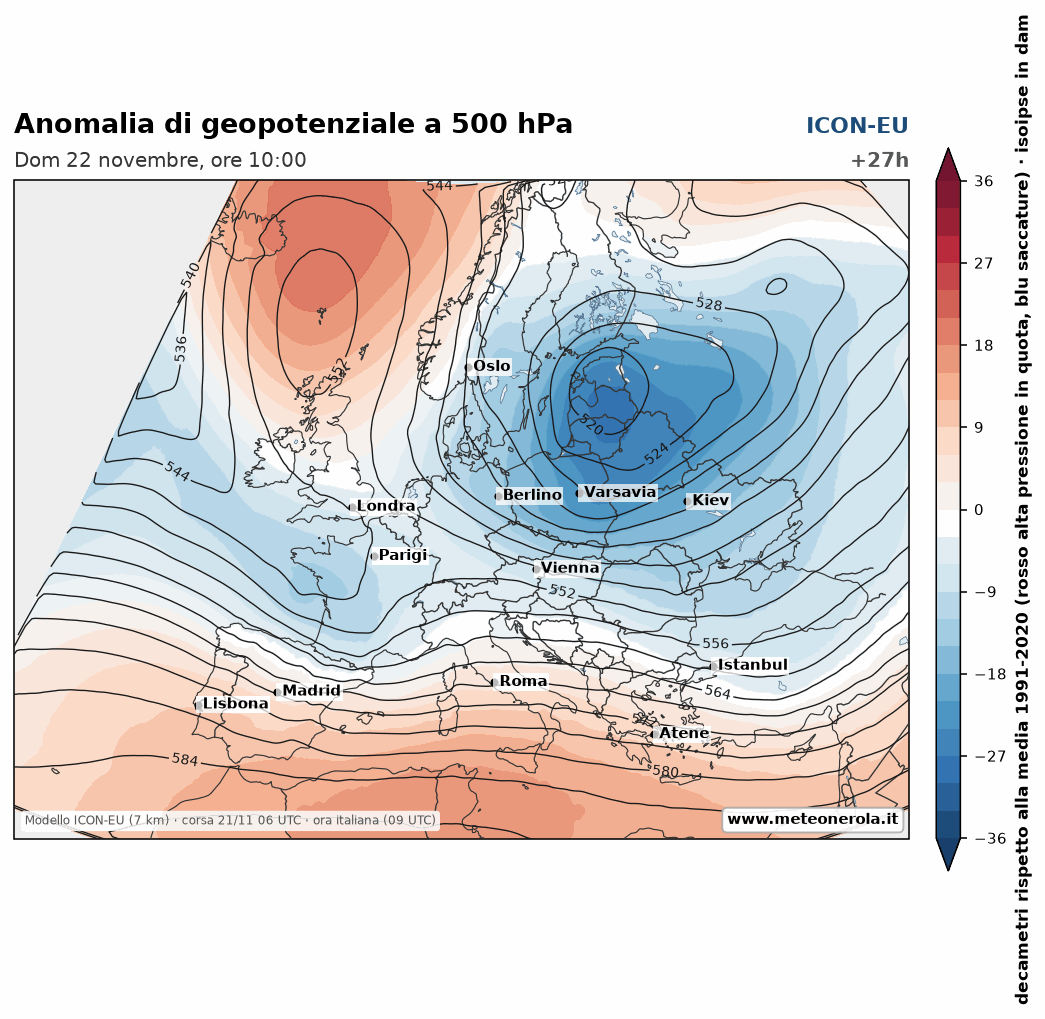 Anomalia di geopotenziale a 500 hPa
ICON-EU
Dom 22 novembre, ore 10:00
+27h
544
540
536
528
552
Oslo
520
524
544
Berlino
Varsavia
Kiev
Londra
Parigi
Vienna
552
556
Istanbul
564
Roma
Madrid
Lisbona
Atene
584
580
Modello ICON-EU (7 km) · corsa 21/11 06 UTC · ora italiana (09 UTC)
www.meteonerola.it
36
27
18
9
0
−9
−18
−27
−36
decametri rispetto alla media 1991-2020 (rosso alta pressione in quota, blu saccature) · isoipse in dam